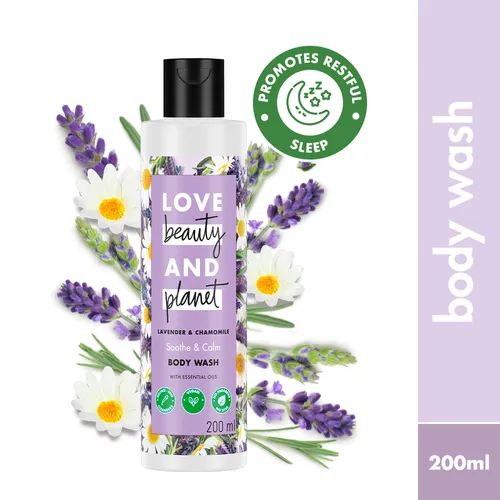 PROMOTES RESTFUL
SLEEP
LOVE
beauty
AND
planet
LAVENDER & CHAMOMILE
Soothe & Calm
BODY WASH
WITH ESSENTIAL OILS
VEGAN
200 ml
body wash
200ml